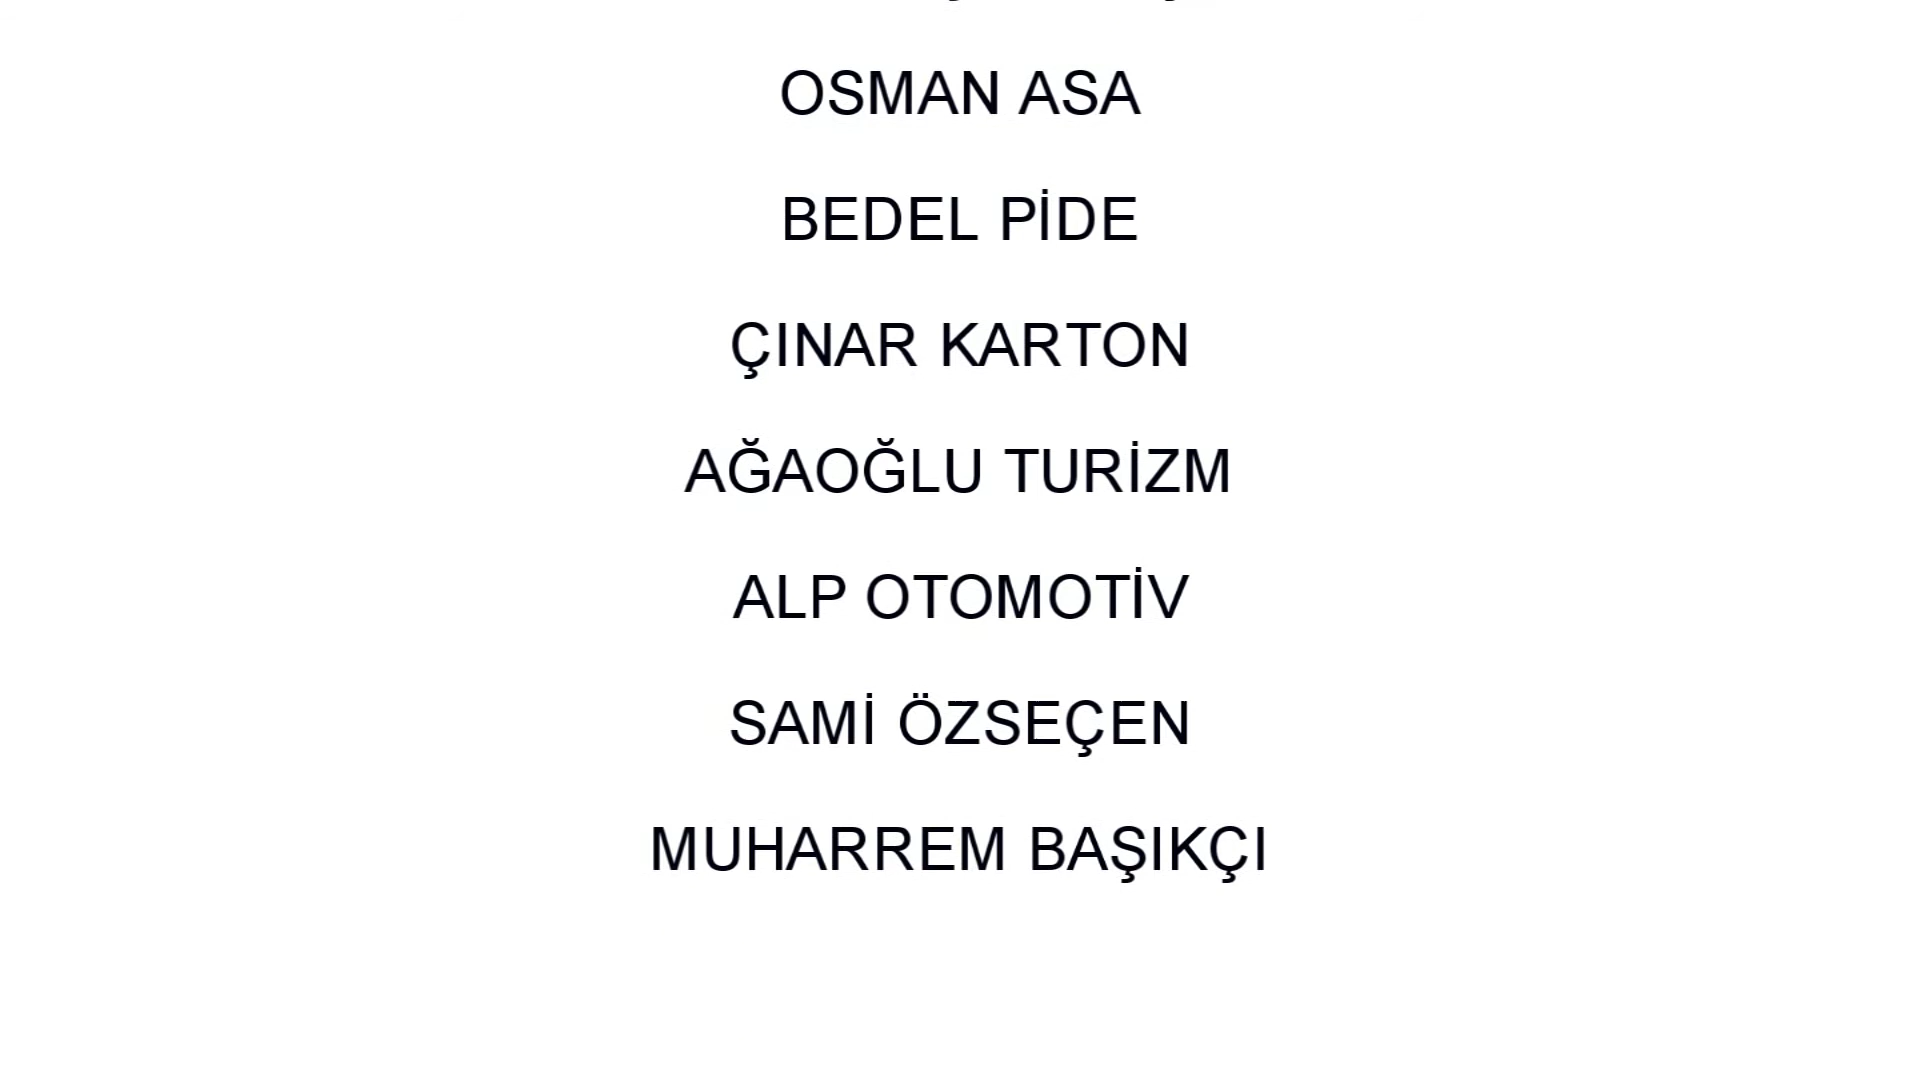 OSMAN ASA
BEDEL PİDE
ÇINAR KARTON
AĞAOĞLU TURİZM
ALP OTOMOTİV
SAMİ ÖZSEÇEN
MUHARREM BAŞIKÇI